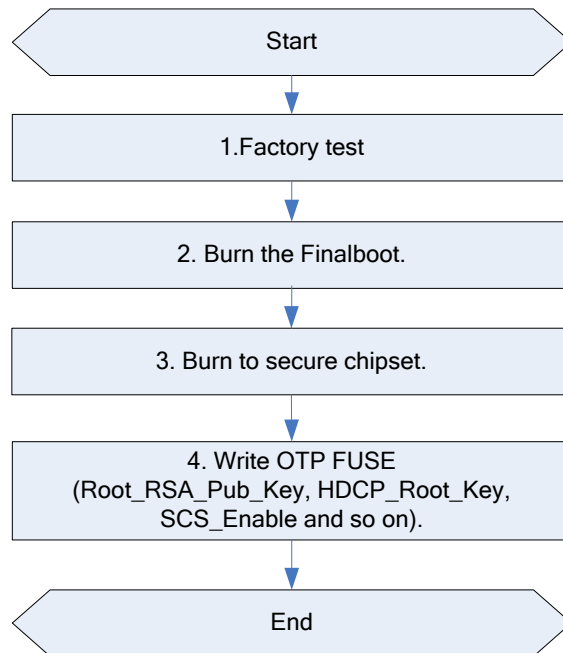 Start
1.Factory test
2. Burn the Finalboot.
3. Burn to secure chipset.
4. Write OTP FUSE
(Root_RSA_Pub_Key, HDCP_Root_Key,
SCS_Enable and so on).
End